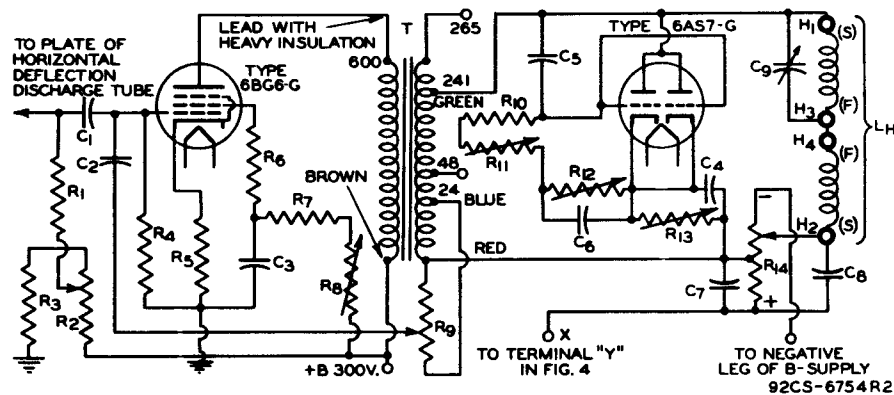 LEAD WITH
HEAVY INSULATION
TO PLATE OF
HORIZONTAL
DEFLECTION
DISCHARGE TUBE
TYPE
6BG6-G
T
600
265
241
GREEN
48
24
BLUE
RED
BROWN
TYPE 6AS7-G
C1
C2
R1
R2
R3
R4
R5
R6
R7
R8
C3
R9
+B 300V.
C5
R10
R11
R12
C6
R13
C4
C7
R14
−
+
C8
C9
H1
(S)
(F)
H3
H4
(F)
H2
(S)
LH
X
TO TERMINAL "Y"
IN FIG. 4
TO NEGATIVE
LEG OF B-SUPPLY
92CS-6754R2